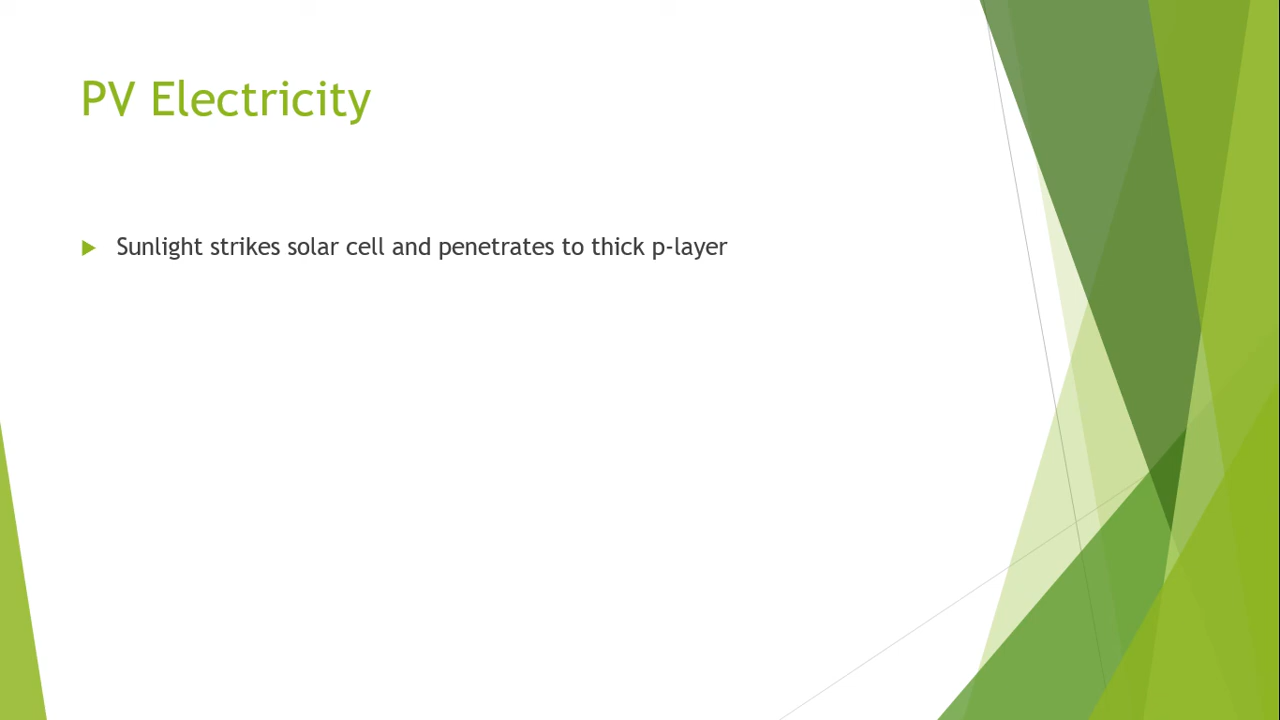 PV Electricity
Sunlight strikes solar cell and penetrates to thick p-layer